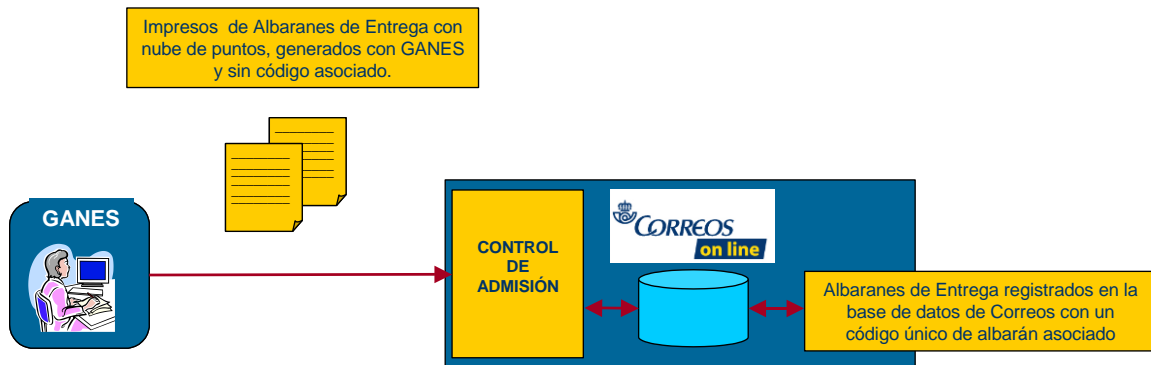 Impresos de Albaranes de Entrega con
nube de puntos, generados con GANES
y sin código asociado.
GANES
CONTROL
DE
ADMISIÓN
CORREOS
on line
Albaranes de Entrega registrados en la
base de datos de Correos con un
código único de albarán asociado